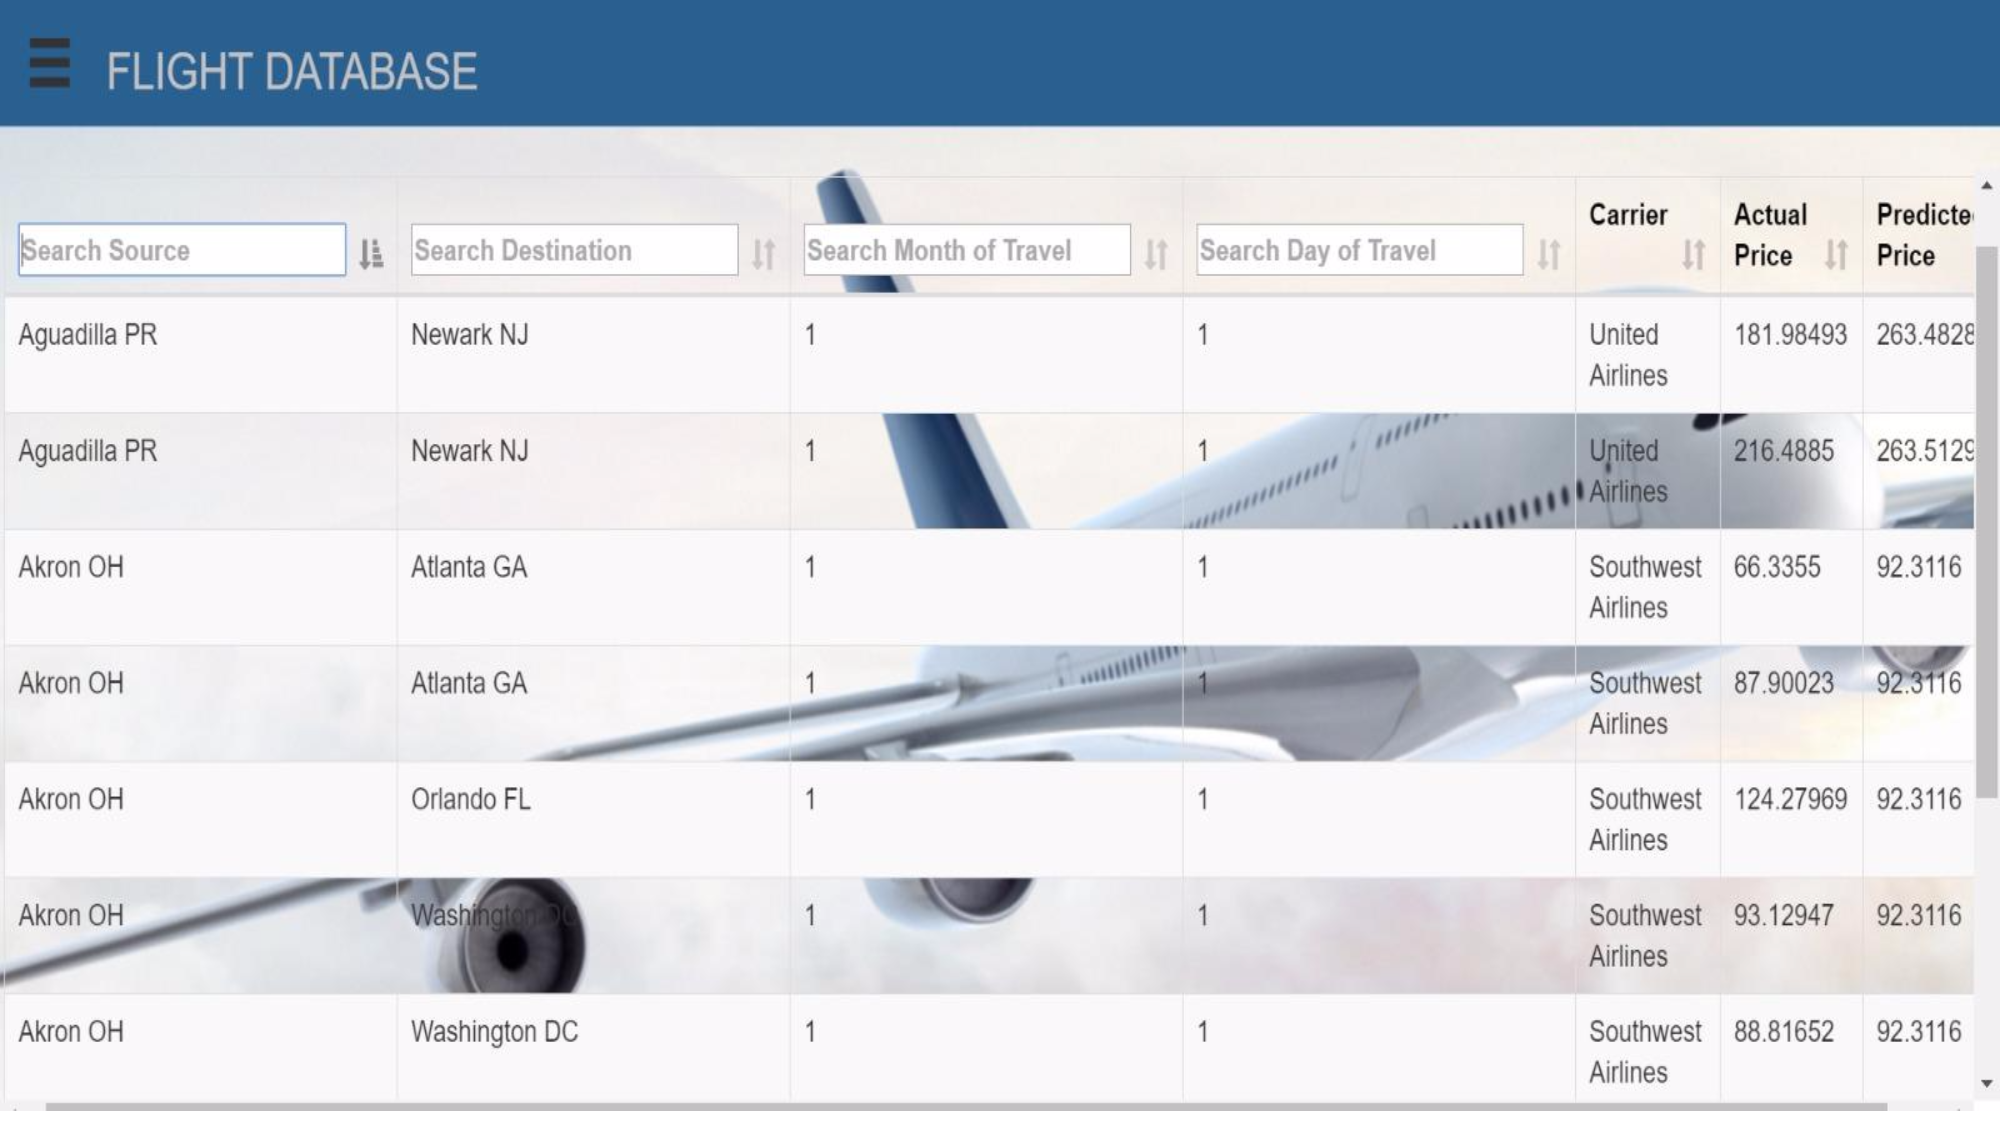 FLIGHT DATABASE
Search Source
Search Destination
Search Month of Travel
Search Day of Travel
Carrier
Actual
Price
Predicte
Price
Aguadilla PR Newark NJ 1 1 United 181.98493 263.4828
Airlines
Aguadilla PR Newark NJ 1 1 United 216.4885 263.5129
Airlines
Akron OH Atlanta GA 1 1 Southwest 66.3355 92.3116
Airlines
Akron OH Atlanta GA 1 1 Southwest 87.90023 92.3116
Airlines
Akron OH Orlando FL 1 1 Southwest 124.27969 92.3116
Airlines
Akron OH Washington DC 1 1 Southwest 93.12947 92.3116
Airlines
Akron OH Washington DC 1 1 Southwest 88.81652 92.3116
Airlines